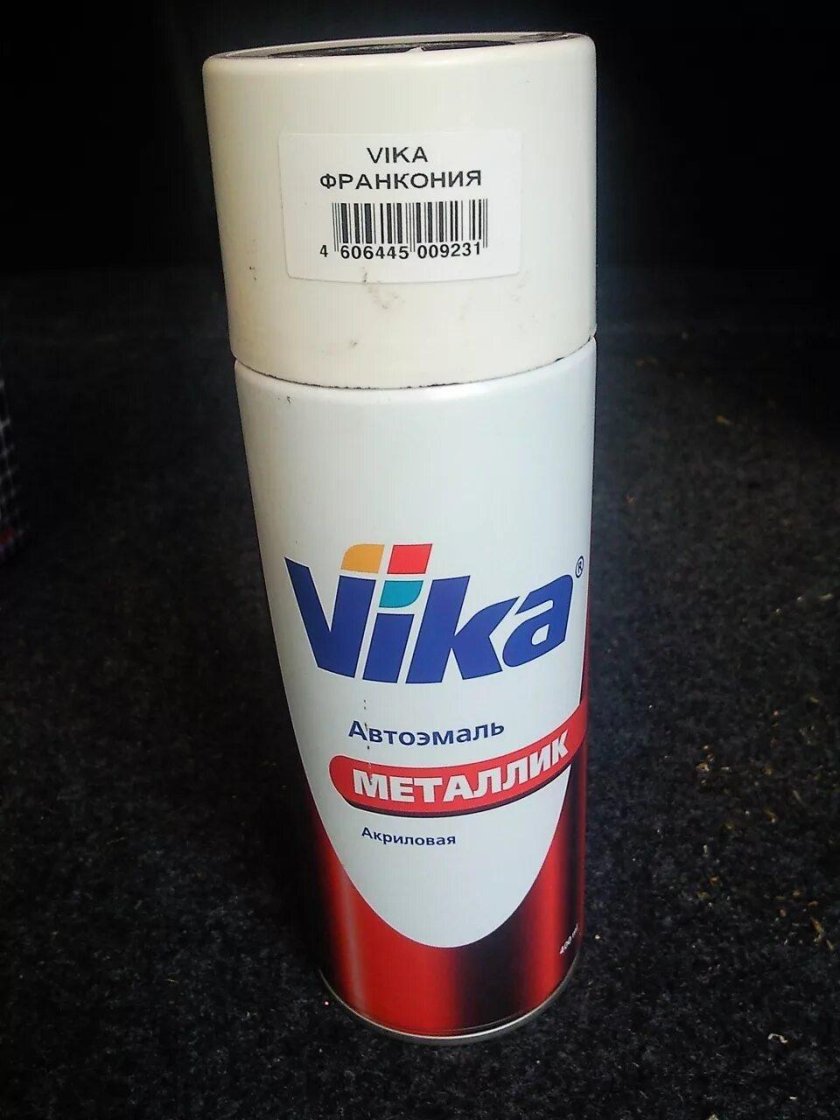 VIKA
ФРАНКОНИЯ
4 606445 009231
Vika®
Автоэмаль
МЕТАЛЛИК
Акриловая